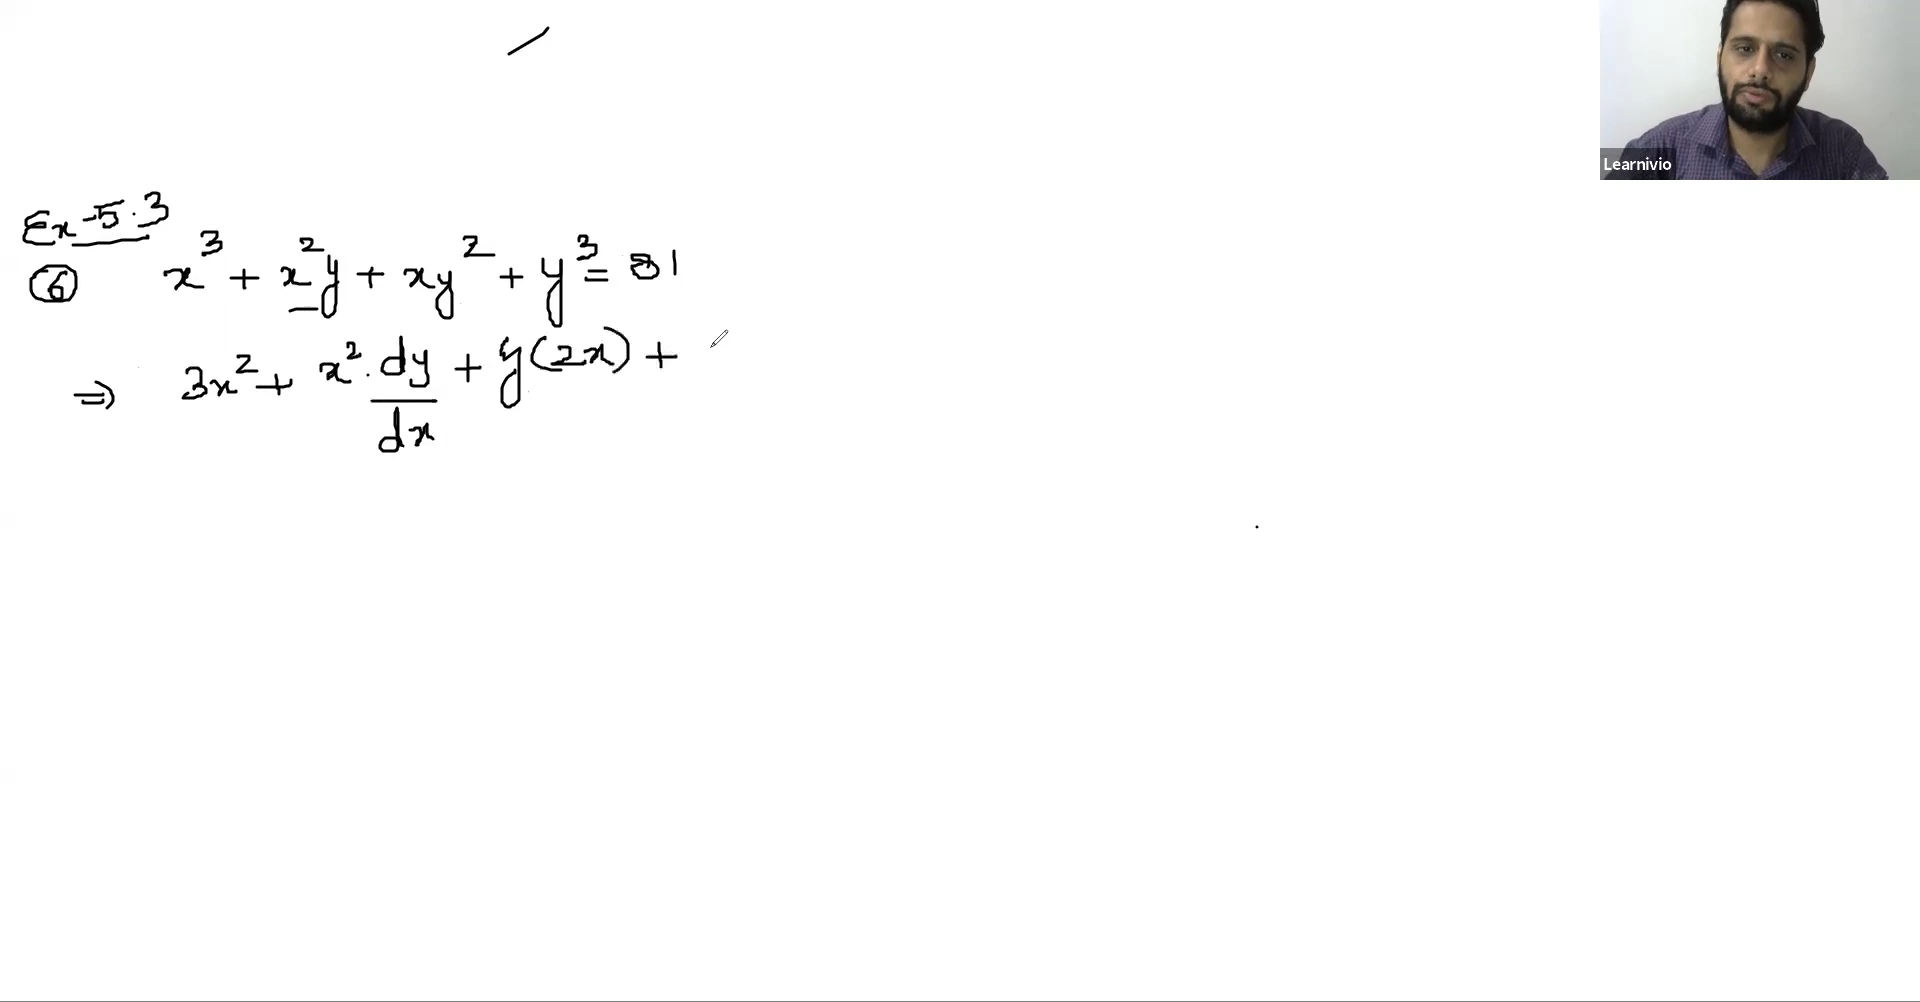 Learnivio
Ex-5.3
⑥ x³ + x²y + xy² + y³ = 81
⇒ 3x² + x² · dy/dx + y(2x) +